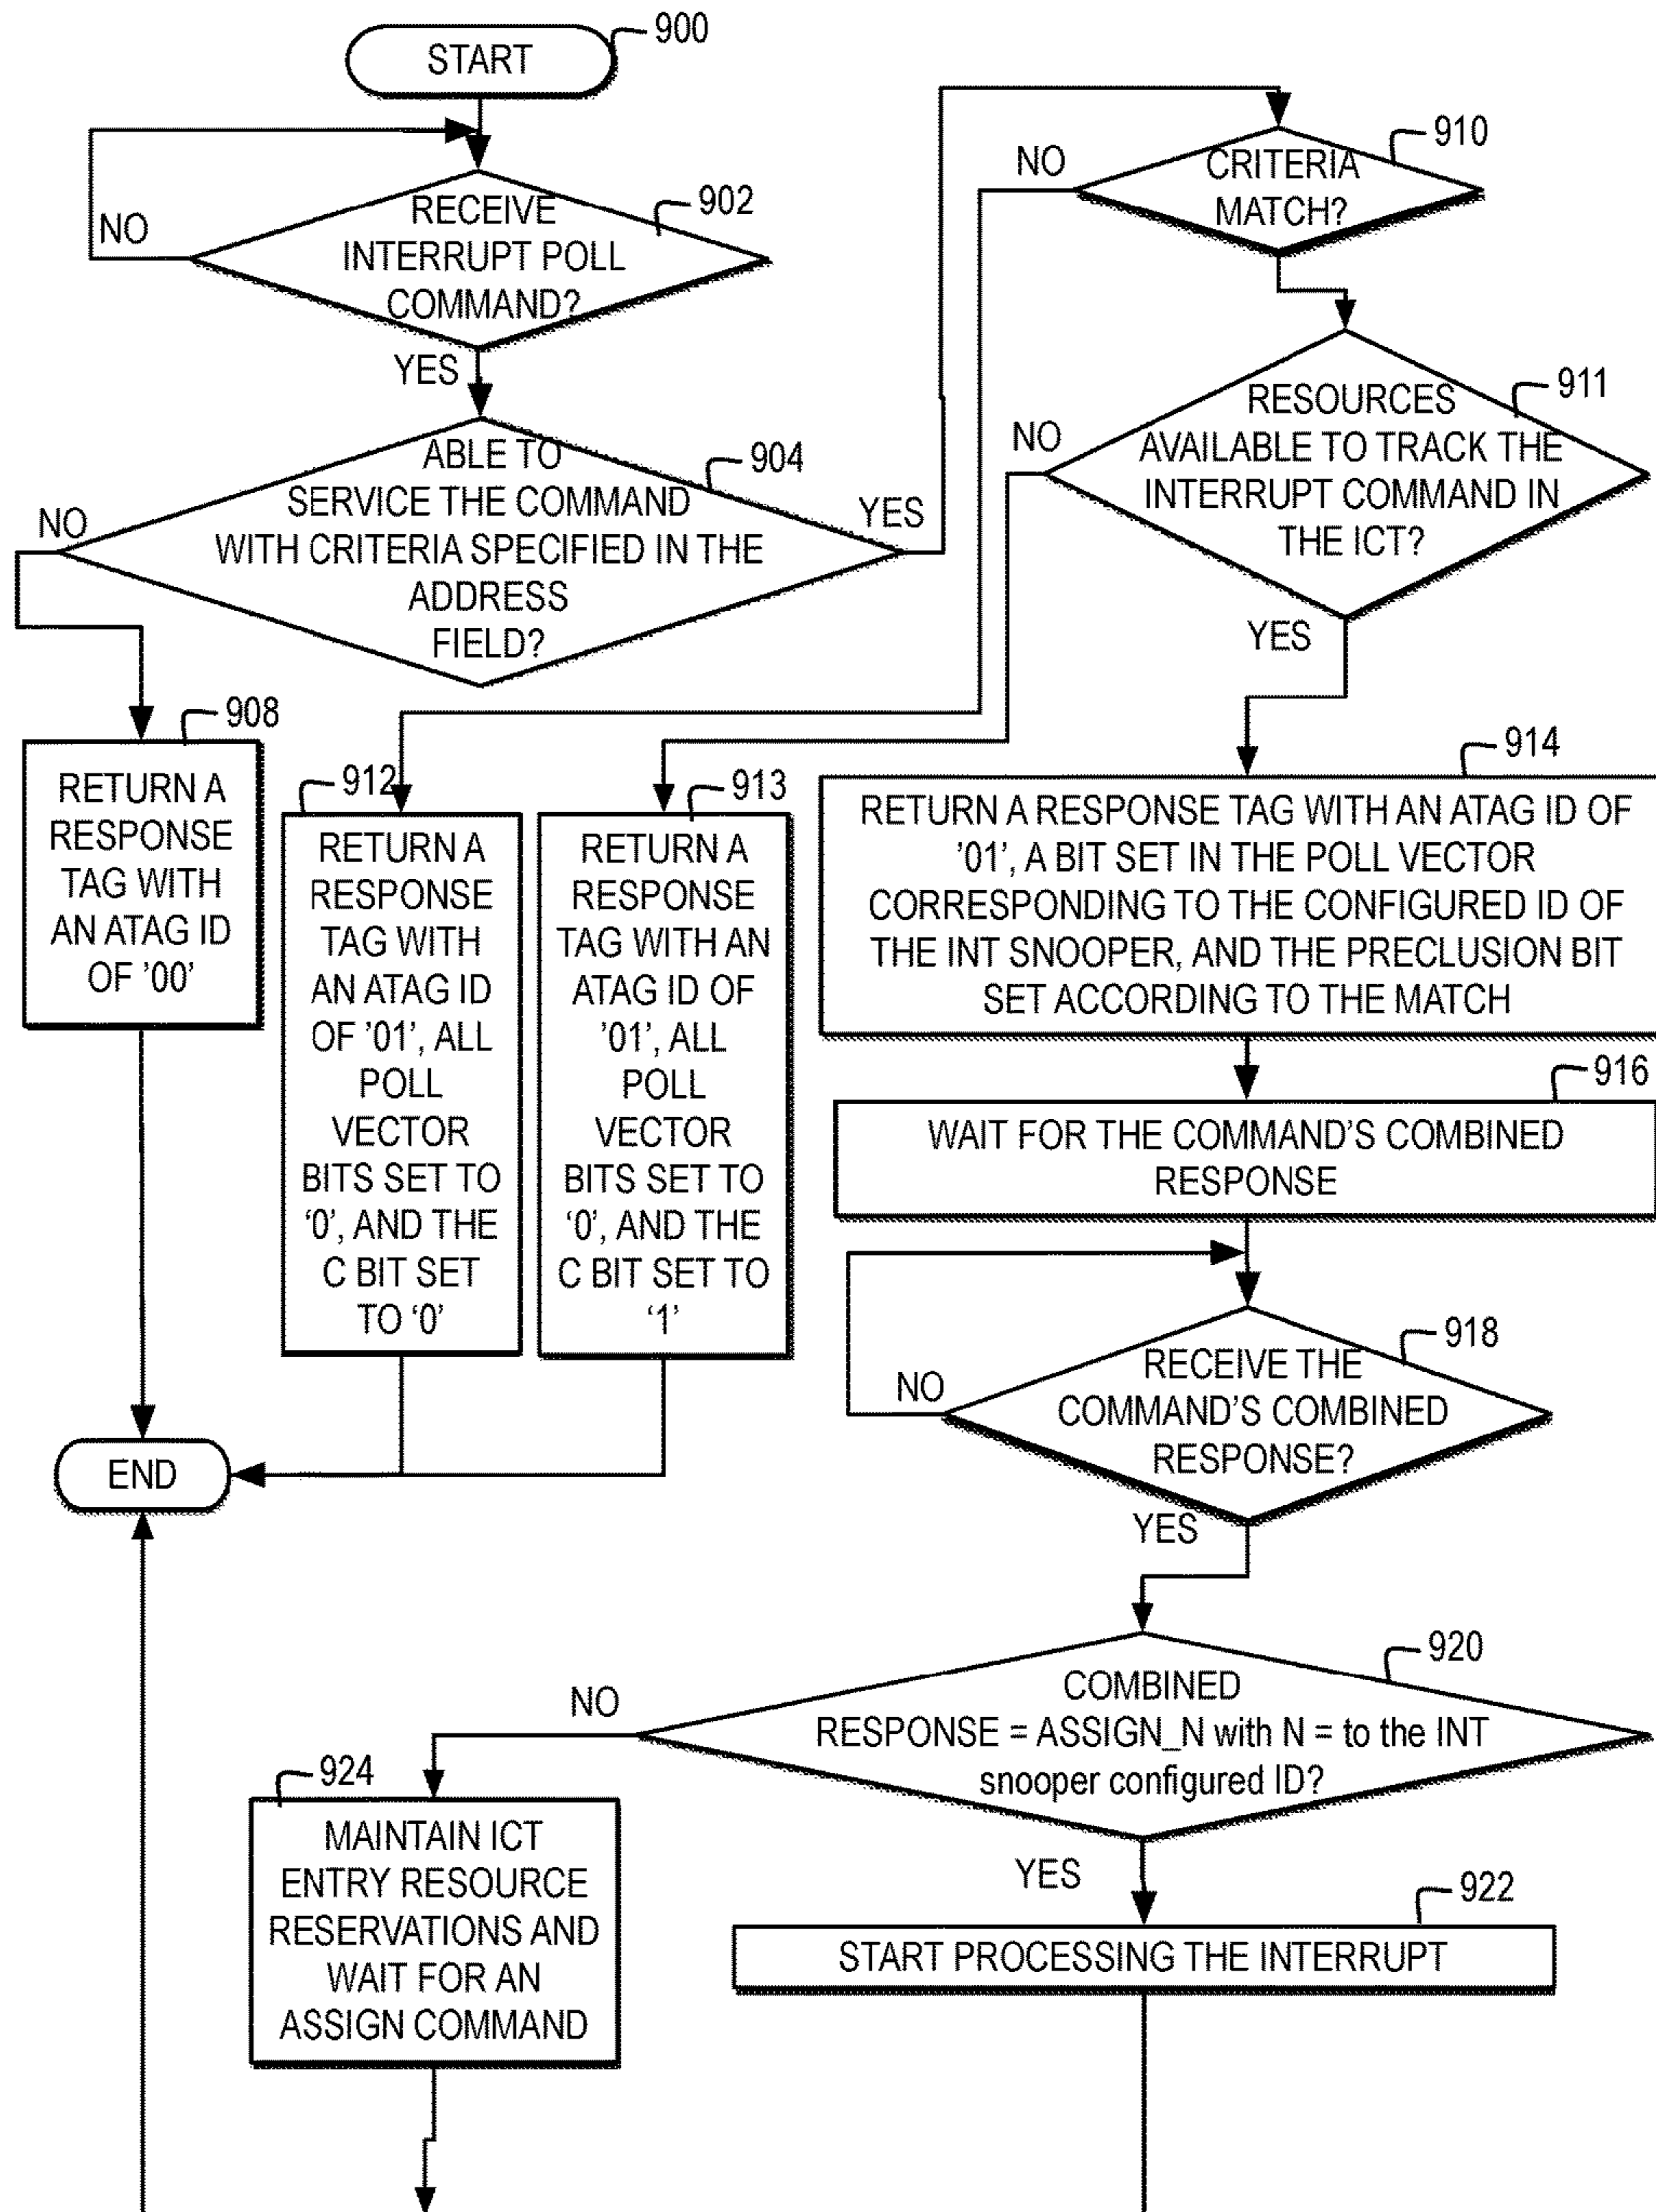 START
900
RECEIVE
INTERRUPT POLL
COMMAND?
902
NO
YES
ABLE TO
SERVICE THE COMMAND
WITH CRITERIA SPECIFIED IN THE
ADDRESS
FIELD?
904
NO
YES
908
RETURN A
RESPONSE
TAG WITH
AN ATAG ID
OF '00'
CRITERIA
MATCH?
910
NO
RESOURCES
AVAILABLE TO TRACK THE
INTERRUPT COMMAND IN
THE ICT?
911
NO
YES
912
RETURN A
RESPONSE
TAG WITH
AN ATAG ID
OF '01', ALL
POLL
VECTOR
BITS SET TO
'0', AND THE
C BIT SET
TO '0'
913
RETURN A
RESPONSE
TAG WITH AN
ATAG ID OF
'01', ALL
POLL
VECTOR
BITS SET TO
'0', AND THE
C BIT SET TO
'1'
914
RETURN A RESPONSE TAG WITH AN ATAG ID OF
'01', A BIT SET IN THE POLL VECTOR
CORRESPONDING TO THE CONFIGURED ID OF
THE INT SNOOPER, AND THE PRECLUSION BIT
SET ACCORDING TO THE MATCH
916
WAIT FOR THE COMMAND'S COMBINED
RESPONSE
918
RECEIVE THE
COMMAND'S COMBINED
RESPONSE?
NO
YES
END
920
COMBINED
RESPONSE = ASSIGN_N with N = to the INT
snooper configured ID?
NO
YES
924
MAINTAIN ICT
ENTRY RESOURCE
RESERVATIONS AND
WAIT FOR AN
ASSIGN COMMAND
922
START PROCESSING THE INTERRUPT